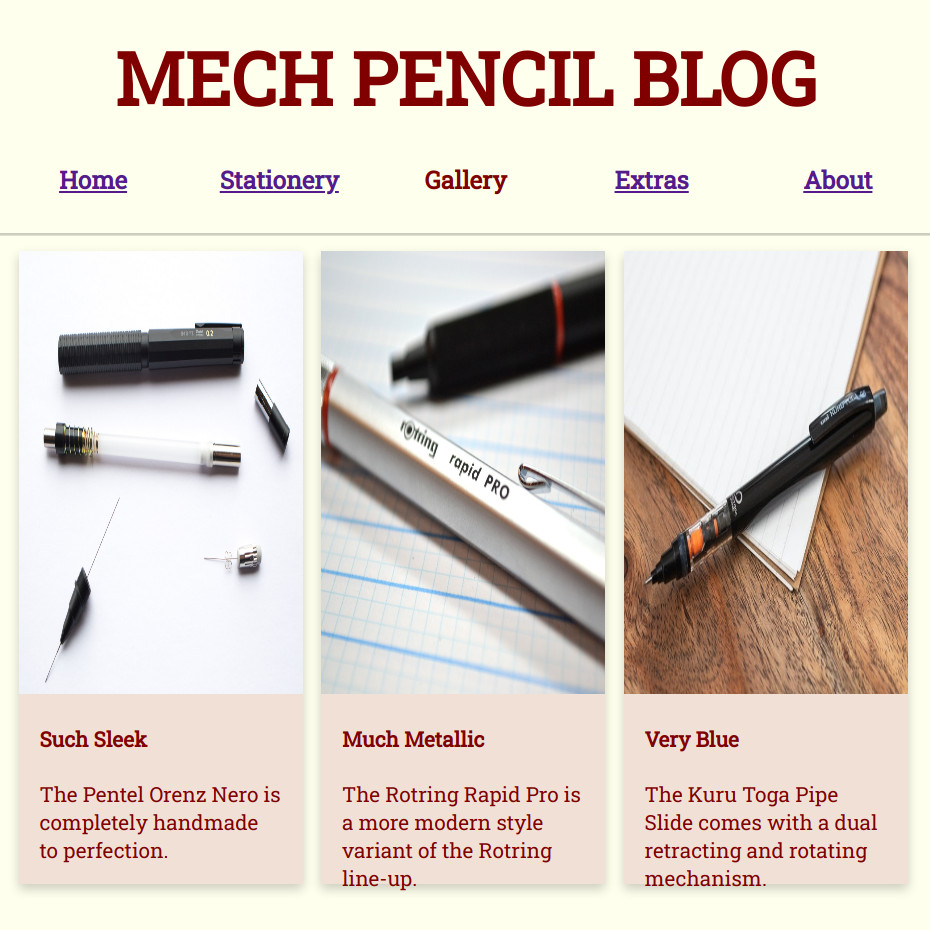 MECH PENCIL BLOG
Home Stationery Gallery Extras About
0.2
rotring rapid PRO
Such Sleek
The Pentel Orenz Nero is
completely handmade
to perfection.
Much Metallic
The Rotring Rapid Pro is
a more modern style
variant of the Rotring
line-up.
Very Blue
The Kuru Toga Pipe
Slide comes with a dual
retracting and rotating
mechanism.